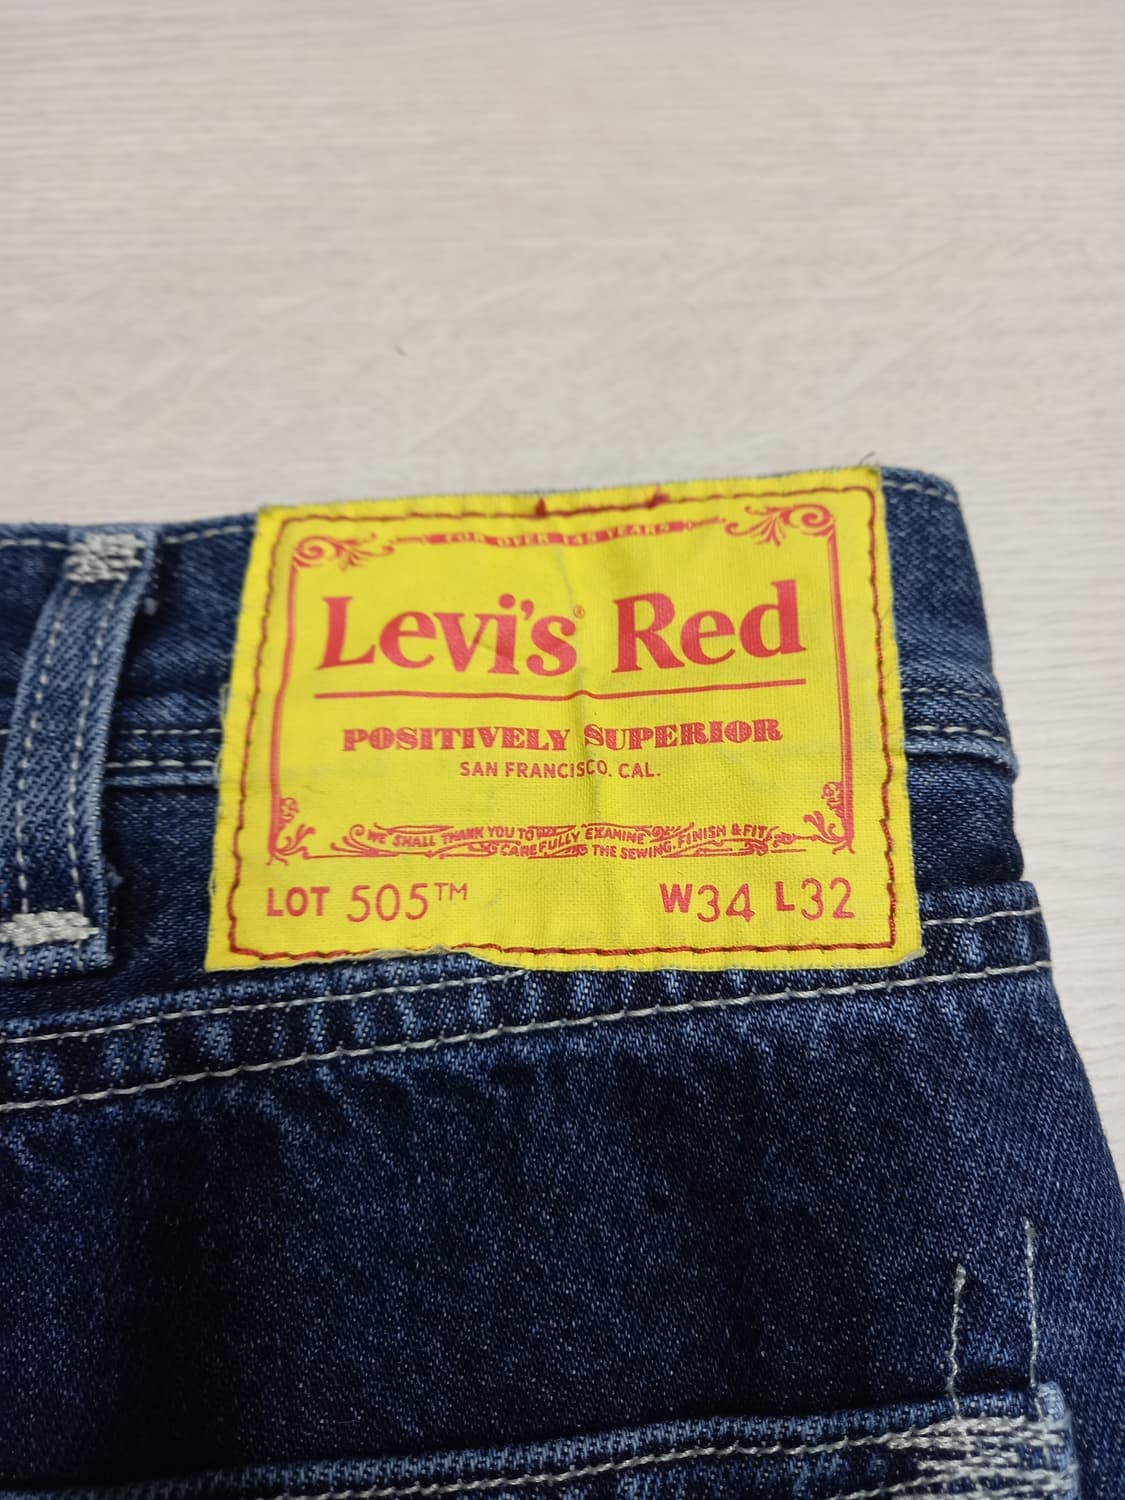 FOR OVER 145 YEARS
Levi's® Red
POSITIVELY SUPERIOR
SAN FRANCISCO. CAL.
WE SHALL THANK YOU TO CAREFULLY EXAMINE THE SEWING, FINISH & FIT
LOT 505™ W34 L32